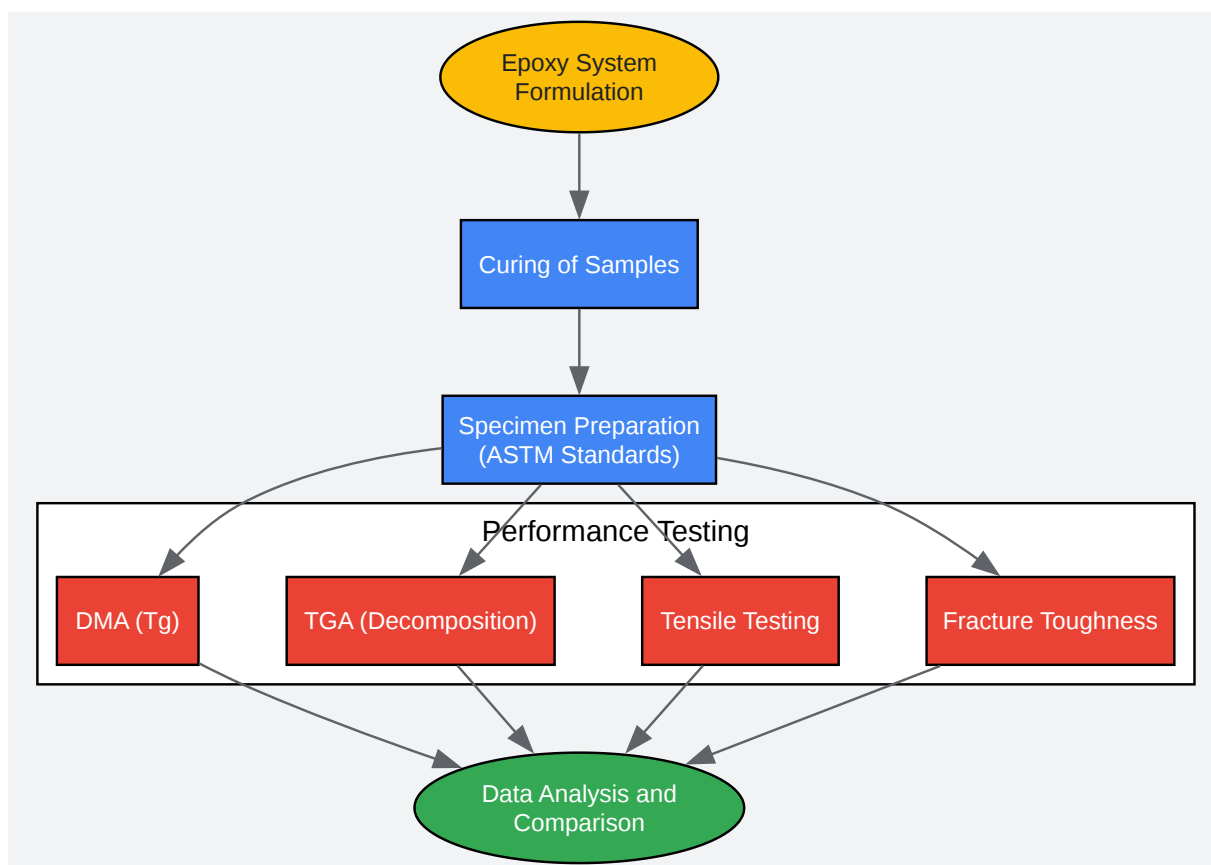 Epoxy System
Formulation
Curing of Samples
Specimen Preparation
(ASTM Standards)
Performance Testing
DMA (Tg)
TGA (Decomposition)
Tensile Testing
Fracture Toughness
Data Analysis and
Comparison